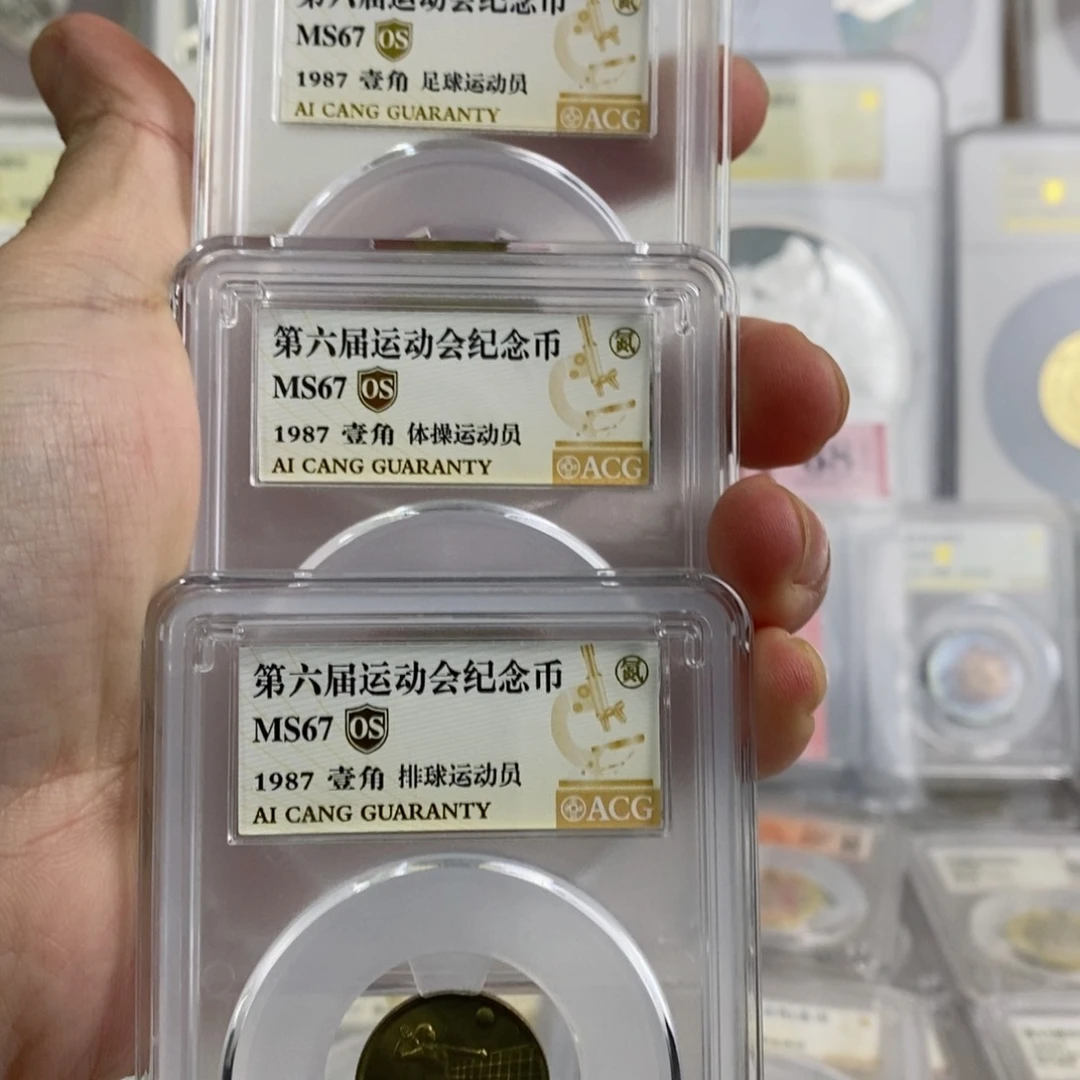 第六届运动会纪念币
氮
MS67 OS
1987 壹角 足球运动员
AI CANG GUARANTY
ACG
第六届运动会纪念币
氮
MS67 OS
1987 壹角 体操运动员
AI CANG GUARANTY
ACG
第六届运动会纪念币
氮
MS67 OS
1987 壹角 排球运动员
AI CANG GUARANTY
ACG